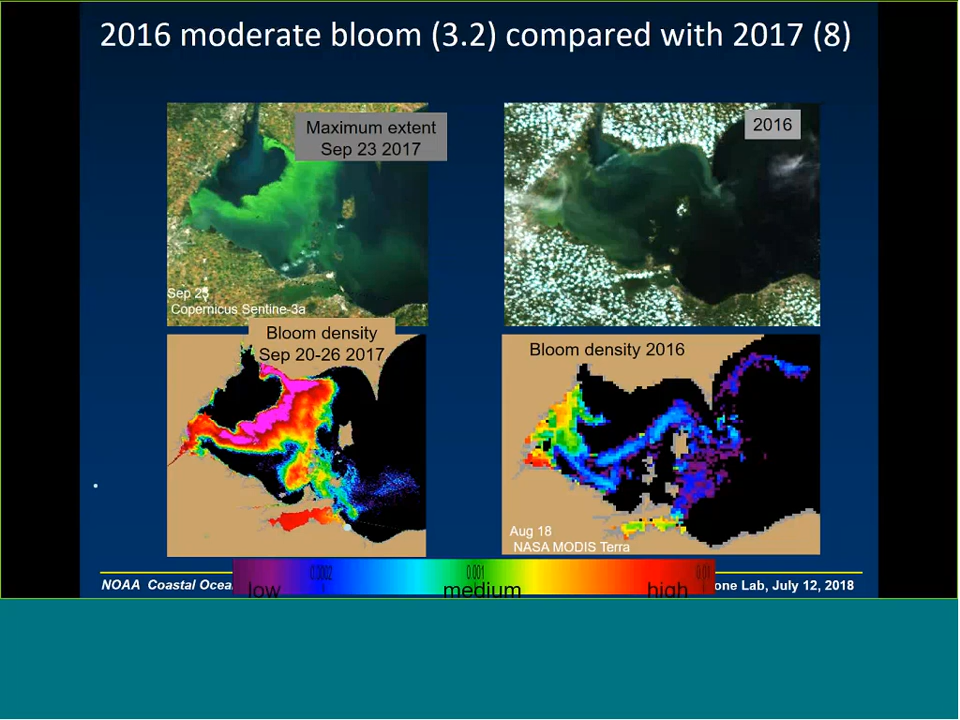 2016 moderate bloom (3.2) compared with 2017 (8)
Maximum extent
Sep 23 2017
2016
Sep 23
Copernicus Sentine-3a
Bloom density
Sep 20-26 2017
Bloom density 2016
Aug 18
NASA MODIS Terra
0.0002
0.001
0.01
low
medium
high
NOAA Coastal Ocea
one Lab, July 12, 2018